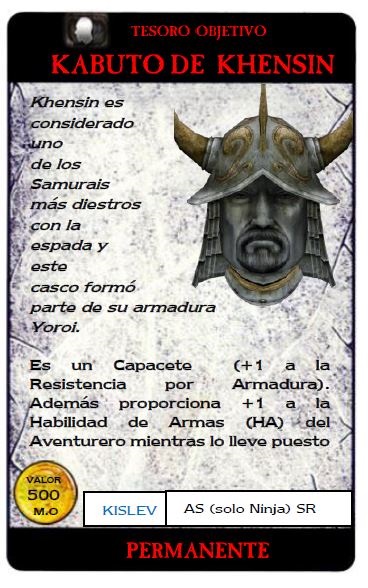 TESORO OBJETIVO
KABUTO DE KHENSIN
Khensin es
considerado
uno
de los
Samurais
más diestros
con la
espada y
este
casco formó
parte de su armadura
Yoroi.
Es un Capacete (+1 a la
Resistencia por Armadura).
Además proporciona +1 a la
Habilidad de Armas (HA) del
Aventurero mientras lo lleve puesto
VALOR
500
M.O
KISLEV
AS (solo Ninja) SR
PERMANENTE